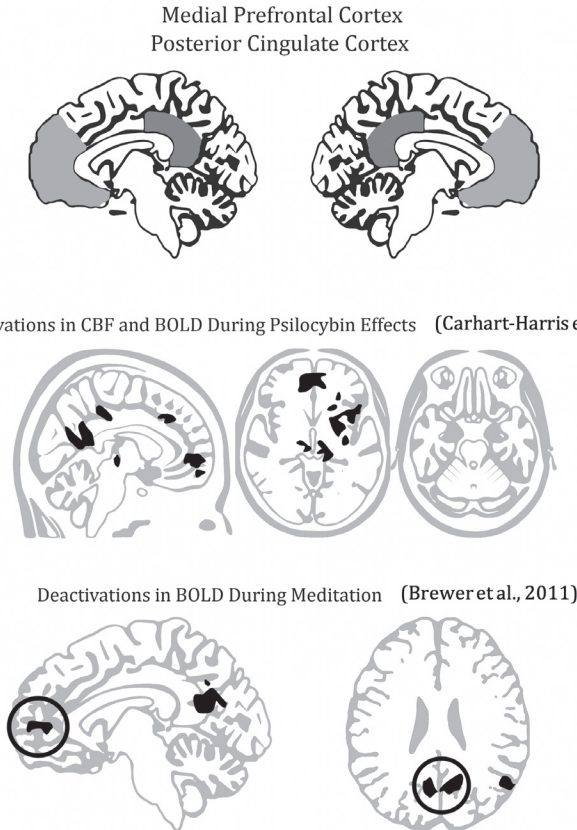 Medial Prefrontal Cortex
Posterior Cingulate Cortex
vations in CBF and BOLD During Psilocybin Effects (Carhart-Harris e
Deactivations in BOLD During Meditation (Brewer et al., 2011)